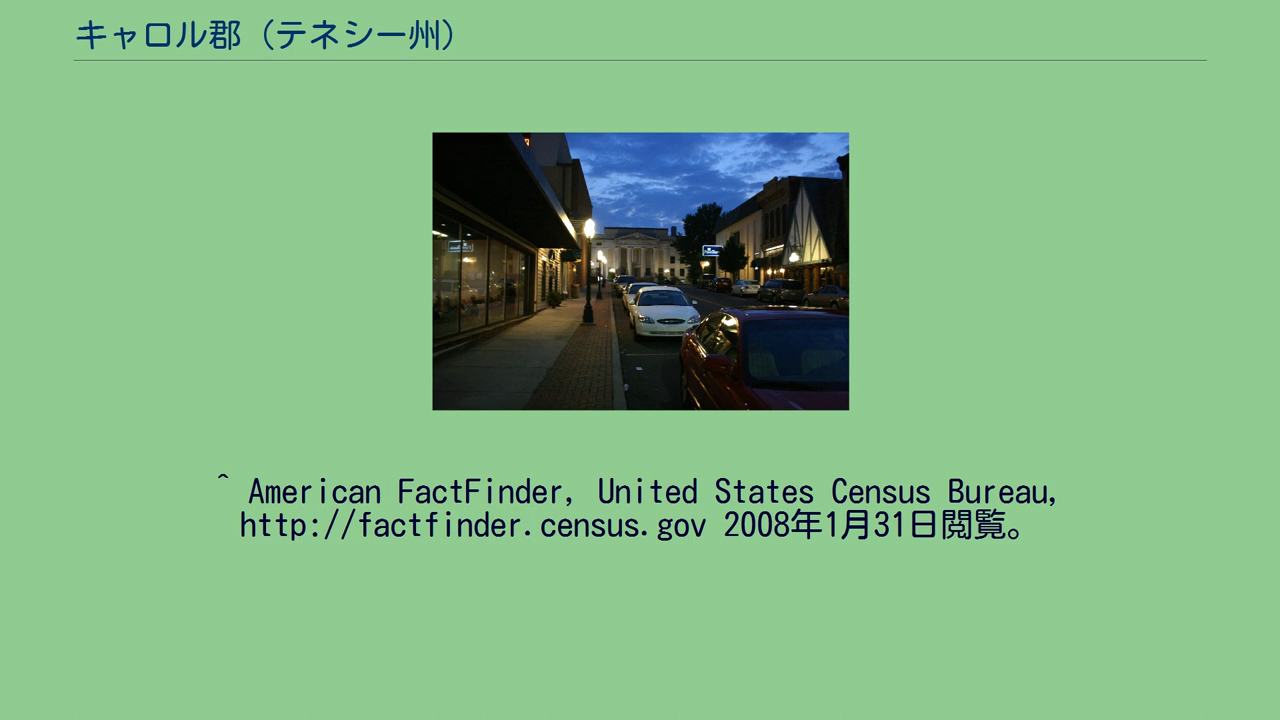 キャロル郡（テネシー州）
^ American FactFinder, United States Census Bureau,
http://factfinder.census.gov 2008年1月31日閲覧。